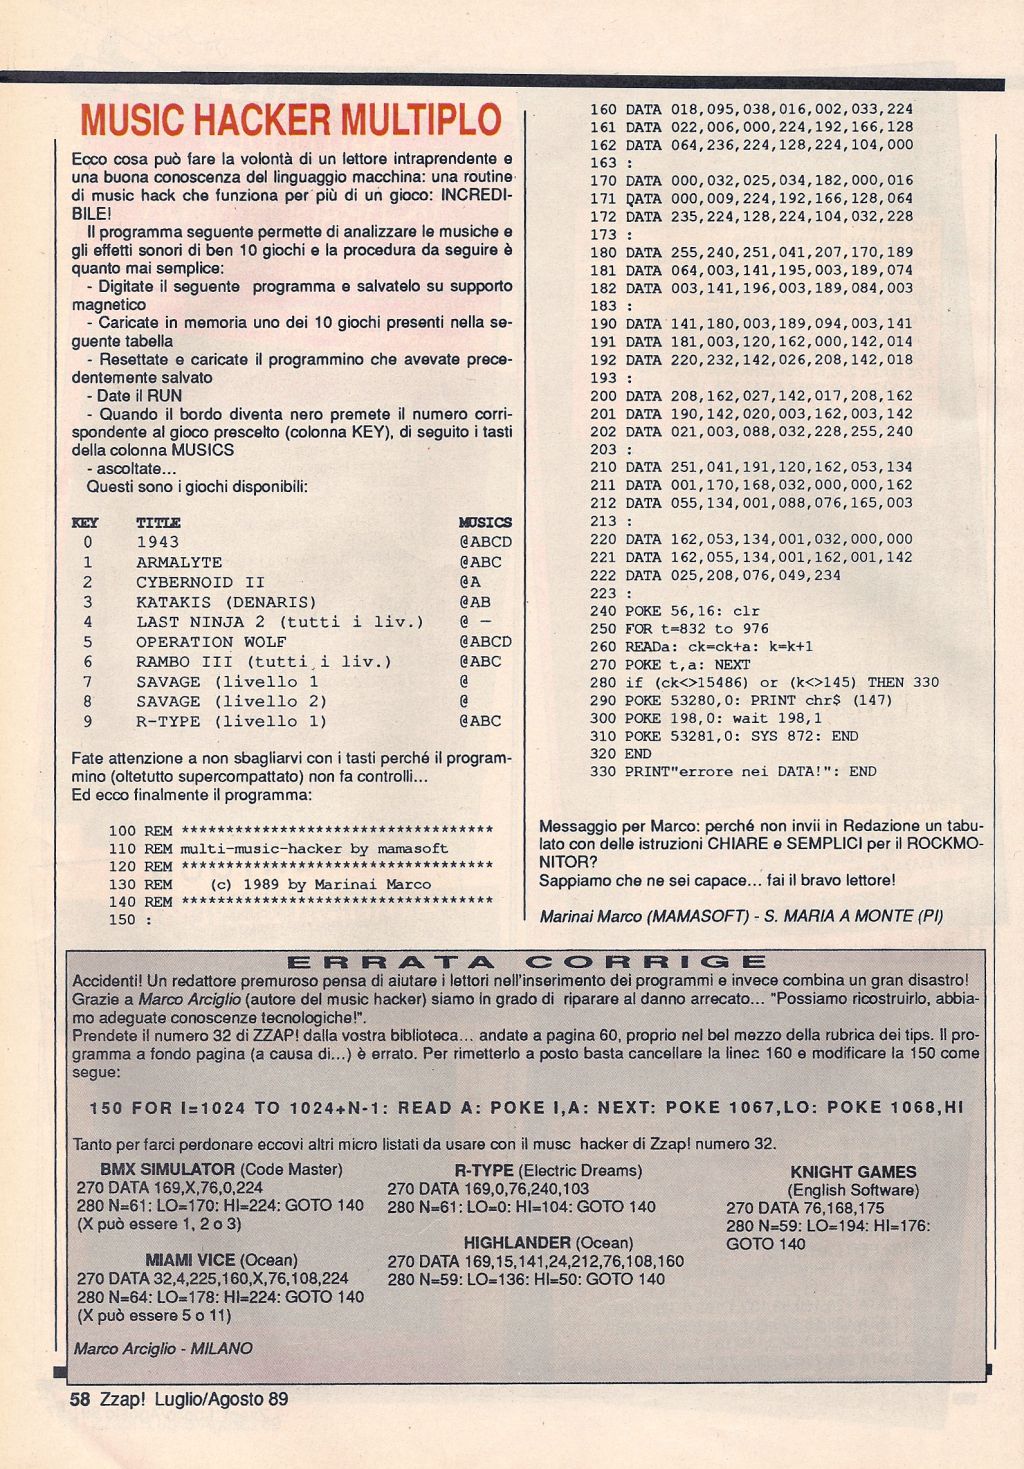 MUSIC HACKER MULTIPLO
Ecco cosa può fare la volontà di un lettore intraprendente e
una buona conoscenza del linguaggio macchina: una routine
di music hack che funziona per più di un gioco: INCREDI-
BILE!
Il programma seguente permette di analizzare le musiche e
gli effetti sonori di ben 10 giochi e la procedura da seguire è
quanto mai semplice:
- Digitate il seguente programma e salvatelo su supporto
magnetico
- Caricate in memoria uno dei 10 giochi presenti nella se-
guente tabella
- Resettate e caricate il programmino che avevate prece-
dentemente salvato
- Date il RUN
- Quando il bordo diventa nero premete il numero corri-
spondente al gioco prescelto (colonna KEY), di seguito i tasti
della colonna MUSICS
- ascoltate...
Questi sono i giochi disponibili:
KEY TITLE MUSICS
0 1943 @ABCD
1 ARMALYTE @ABC
2 CYBERNOID II @A
3 KATAKIS (DENARIS) @AB
4 LAST NINJA 2 (tutti i liv.) @ —
5 OPERATION WOLF @ABCD
6 RAMBO III (tutti i liv.) @ABC
7 SAVAGE (livello 1 @
8 SAVAGE (livello 2) @
9 R-TYPE (livello 1) @ABC
Fate attenzione a non sbagliarvi con i tasti perché il program-
mino (oltetutto supercompattato) non fa controlli...
Ed ecco finalmente il programma:
100 REM ***********************************
110 REM multi-music-hacker by mamasoft
120 REM ***********************************
130 REM (c) 1989 by Marinai Marco
140 REM ***********************************
150 :
160 DATA 018,095,038,016,002,033,224
161 DATA 022,006,000,224,192,166,128
162 DATA 064,236,224,128,224,104,000
163 :
170 DATA 000,032,025,034,182,000,016
171 DATA 000,009,224,192,166,128,064
172 DATA 235,224,128,224,104,032,228
173 :
180 DATA 255,240,251,041,207,170,189
181 DATA 064,003,141,195,003,189,074
182 DATA 003,141,196,003,189,084,003
183 :
190 DATA 141,180,003,189,094,003,141
191 DATA 181,003,120,162,000,142,014
192 DATA 220,232,142,026,208,142,018
193 :
200 DATA 208,162,027,142,017,208,162
201 DATA 190,142,020,003,162,003,142
202 DATA 021,003,088,032,228,255,240
203 :
210 DATA 251,041,191,120,162,053,134
211 DATA 001,170,168,032,000,000,162
212 DATA 055,134,001,088,076,165,003
213 :
220 DATA 162,053,134,001,032,000,000
221 DATA 162,055,134,001,162,001,142
222 DATA 025,208,076,049,234
223 :
240 POKE 56,16: clr
250 FOR t=832 to 976
260 READa: ck=ck+a: k=k+1
270 POKE t,a: NEXT
280 if (ck<>15486) or (k<>145) THEN 330
290 POKE 53280,0: PRINT chr$ (147)
300 POKE 198,0: wait 198,1
310 POKE 53281,0: SYS 872: END
320 END
330 PRINT"errore nei DATA!": END
Messaggio per Marco: perché non invii in Redazione un tabu-
lato con delle istruzioni CHIARE e SEMPLICI per il ROCKMO-
NITOR?
Sappiamo che ne sei capace... fai il bravo lettore!
Marinai Marco (MAMASOFT) - S. MARIA A MONTE (PI)
ERRATA CORRIGE
Accidenti! Un redattore premuroso pensa di aiutare i lettori nell'inserimento dei programmi e invece combina un gran disastro!
Grazie a Marco Arciglio (autore del music hacker) siamo in grado di riparare al danno arrecato... "Possiamo ricostruirlo, abbia-
mo adeguate conoscenze tecnologiche!".
Prendete il numero 32 di ZZAP! dalla vostra biblioteca... andate a pagina 60, proprio nel bel mezzo della rubrica dei tips. Il pro-
gramma a fondo pagina (a causa di...) è errato. Per rimetterlo a posto basta cancellare la linea 160 e modificare la 150 come
segue:
150 FOR I=1024 TO 1024+N-1: READ A: POKE I,A: NEXT: POKE 1067,LO: POKE 1068,HI
Tanto per farci perdonare eccovi altri micro listati da usare con il musc hacker di Zzap! numero 32.
BMX SIMULATOR (Code Master)
270 DATA 169,X,76,0,224
280 N=61: LO=170: HI=224: GOTO 140
(X può essere 1, 2 o 3)
MIAMI VICE (Ocean)
270 DATA 32,4,225,160,X,76,108,224
280 N=64: LO=178: HI=224: GOTO 140
(X può essere 5 o 11)
Marco Arciglio - MILANO
R-TYPE (Electric Dreams)
270 DATA 169,0,76,240,103
280 N=61: LO=0: HI=104: GOTO 140
HIGHLANDER (Ocean)
270 DATA 169,15,141,24,212,76,108,160
280 N=59: LO=136: HI=50: GOTO 140
KNIGHT GAMES
(English Software)
270 DATA 76,168,175
280 N=59: LO=194: HI=176:
GOTO 140
58 Zzap! Luglio/Agosto 89